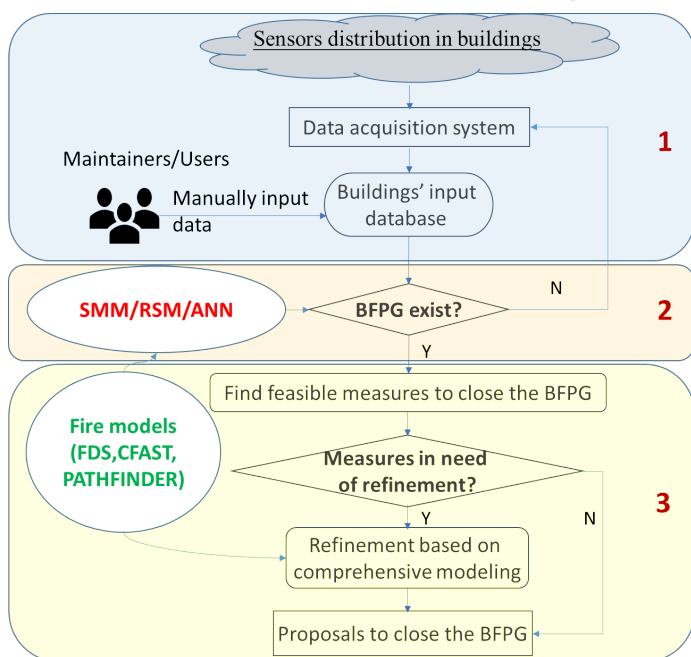 Sensors distribution in buildings
Data acquisition system
1
Maintainers/Users
Manually input
data
Buildings' input
database
N
SMM/RSM/ANN
BFPG exist?
2
Y
Find feasible measures to close the BFPG
Fire models
(FDS,CFAST,
PATHFINDER)
Measures in need
of refinement?
3
Y
N
Refinement based on
comprehensive modeling
Proposals to close the BFPG